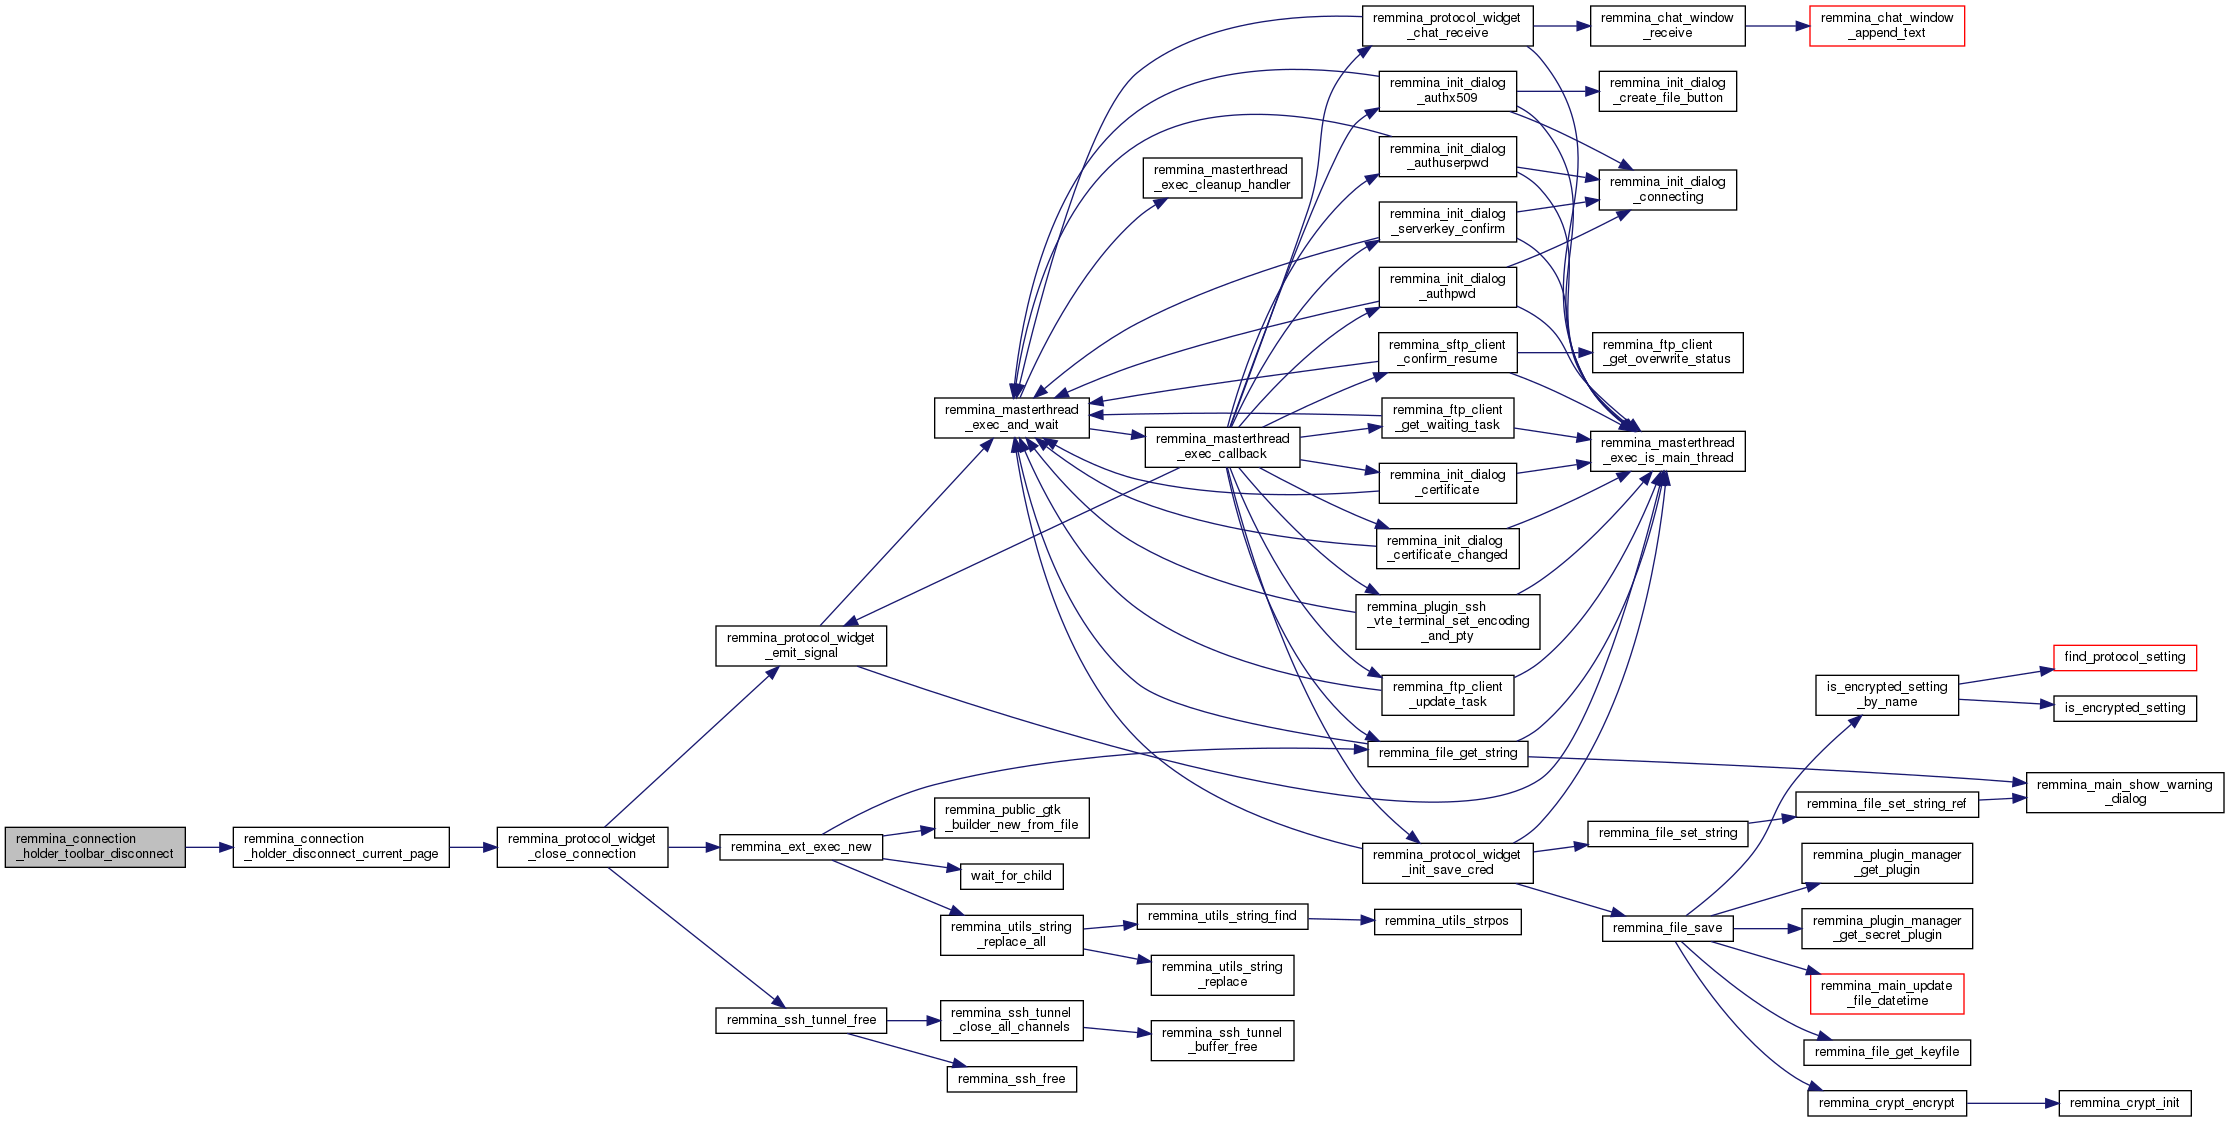 remmina_connection
_holder_toolbar_disconnect
remmina_connection
_holder_disconnect_current_page
remmina_protocol_widget
_close_connection
remmina_protocol_widget
_emit_signal
remmina_ext_exec_new
remmina_ssh_tunnel_free
remmina_masterthread
_exec_and_wait
remmina_public_gtk
_builder_new_from_file
wait_for_child
remmina_utils_string
_replace_all
remmina_ssh_tunnel
_close_all_channels
remmina_ssh_free
remmina_masterthread
_exec_cleanup_handler
remmina_masterthread
_exec_callback
remmina_utils_string_find
remmina_utils_string
_replace
remmina_ssh_tunnel
_buffer_free
remmina_protocol_widget
_chat_receive
remmina_init_dialog
_authx509
remmina_init_dialog
_authuserpwd
remmina_init_dialog
_serverkey_confirm
remmina_init_dialog
_authpwd
remmina_sftp_client
_confirm_resume
remmina_ftp_client
_get_waiting_task
remmina_init_dialog
_certificate
remmina_init_dialog
_certificate_changed
remmina_plugin_ssh
_vte_terminal_set_encoding
_and_pty
remmina_ftp_client
_update_task
remmina_file_get_string
remmina_protocol_widget
_init_save_cred
remmina_utils_strpos
remmina_chat_window
_receive
remmina_init_dialog
_create_file_button
remmina_init_dialog
_connecting
remmina_ftp_client
_get_overwrite_status
remmina_masterthread
_exec_is_main_thread
remmina_file_set_string
remmina_file_save
remmina_chat_window
_append_text
is_encrypted_setting
_by_name
remmina_file_set_string_ref
remmina_plugin_manager
_get_plugin
remmina_plugin_manager
_get_secret_plugin
remmina_main_update
_file_datetime
remmina_file_get_keyfile
remmina_crypt_encrypt
find_protocol_setting
is_encrypted_setting
remmina_main_show_warning
_dialog
remmina_crypt_init